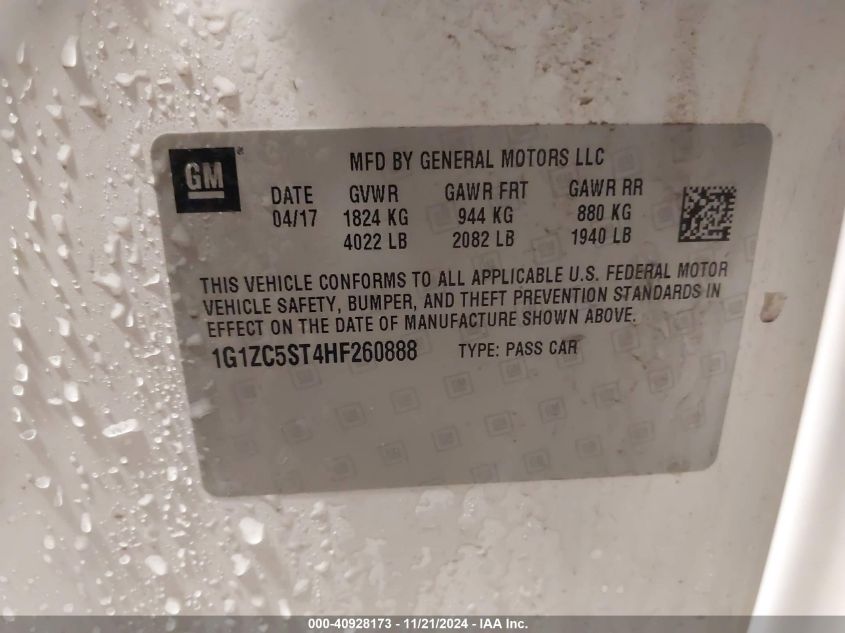 GM
MFD BY GENERAL MOTORS LLC
DATE GVWR GAWR FRT GAWR RR
04/17 1824 KG 944 KG 880 KG
4022 LB 2082 LB 1940 LB
THIS VEHICLE CONFORMS TO ALL APPLICABLE U.S. FEDERAL MOTOR
VEHICLE SAFETY, BUMPER, AND THEFT PREVENTION STANDARDS IN
EFFECT ON THE DATE OF MANUFACTURE SHOWN ABOVE.
1G1ZC5ST4HF260888 TYPE: PASS CAR
000-40928173 - 11/21/2024 - IAA Inc.